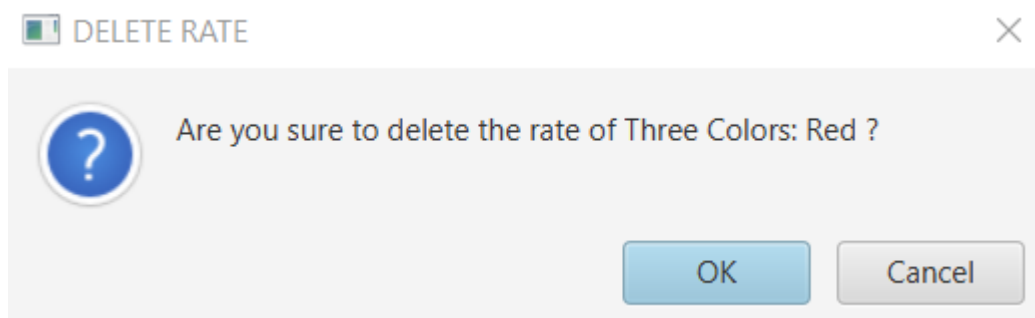 DELETE RATE
Are you sure to delete the rate of Three Colors: Red ?
OK
Cancel